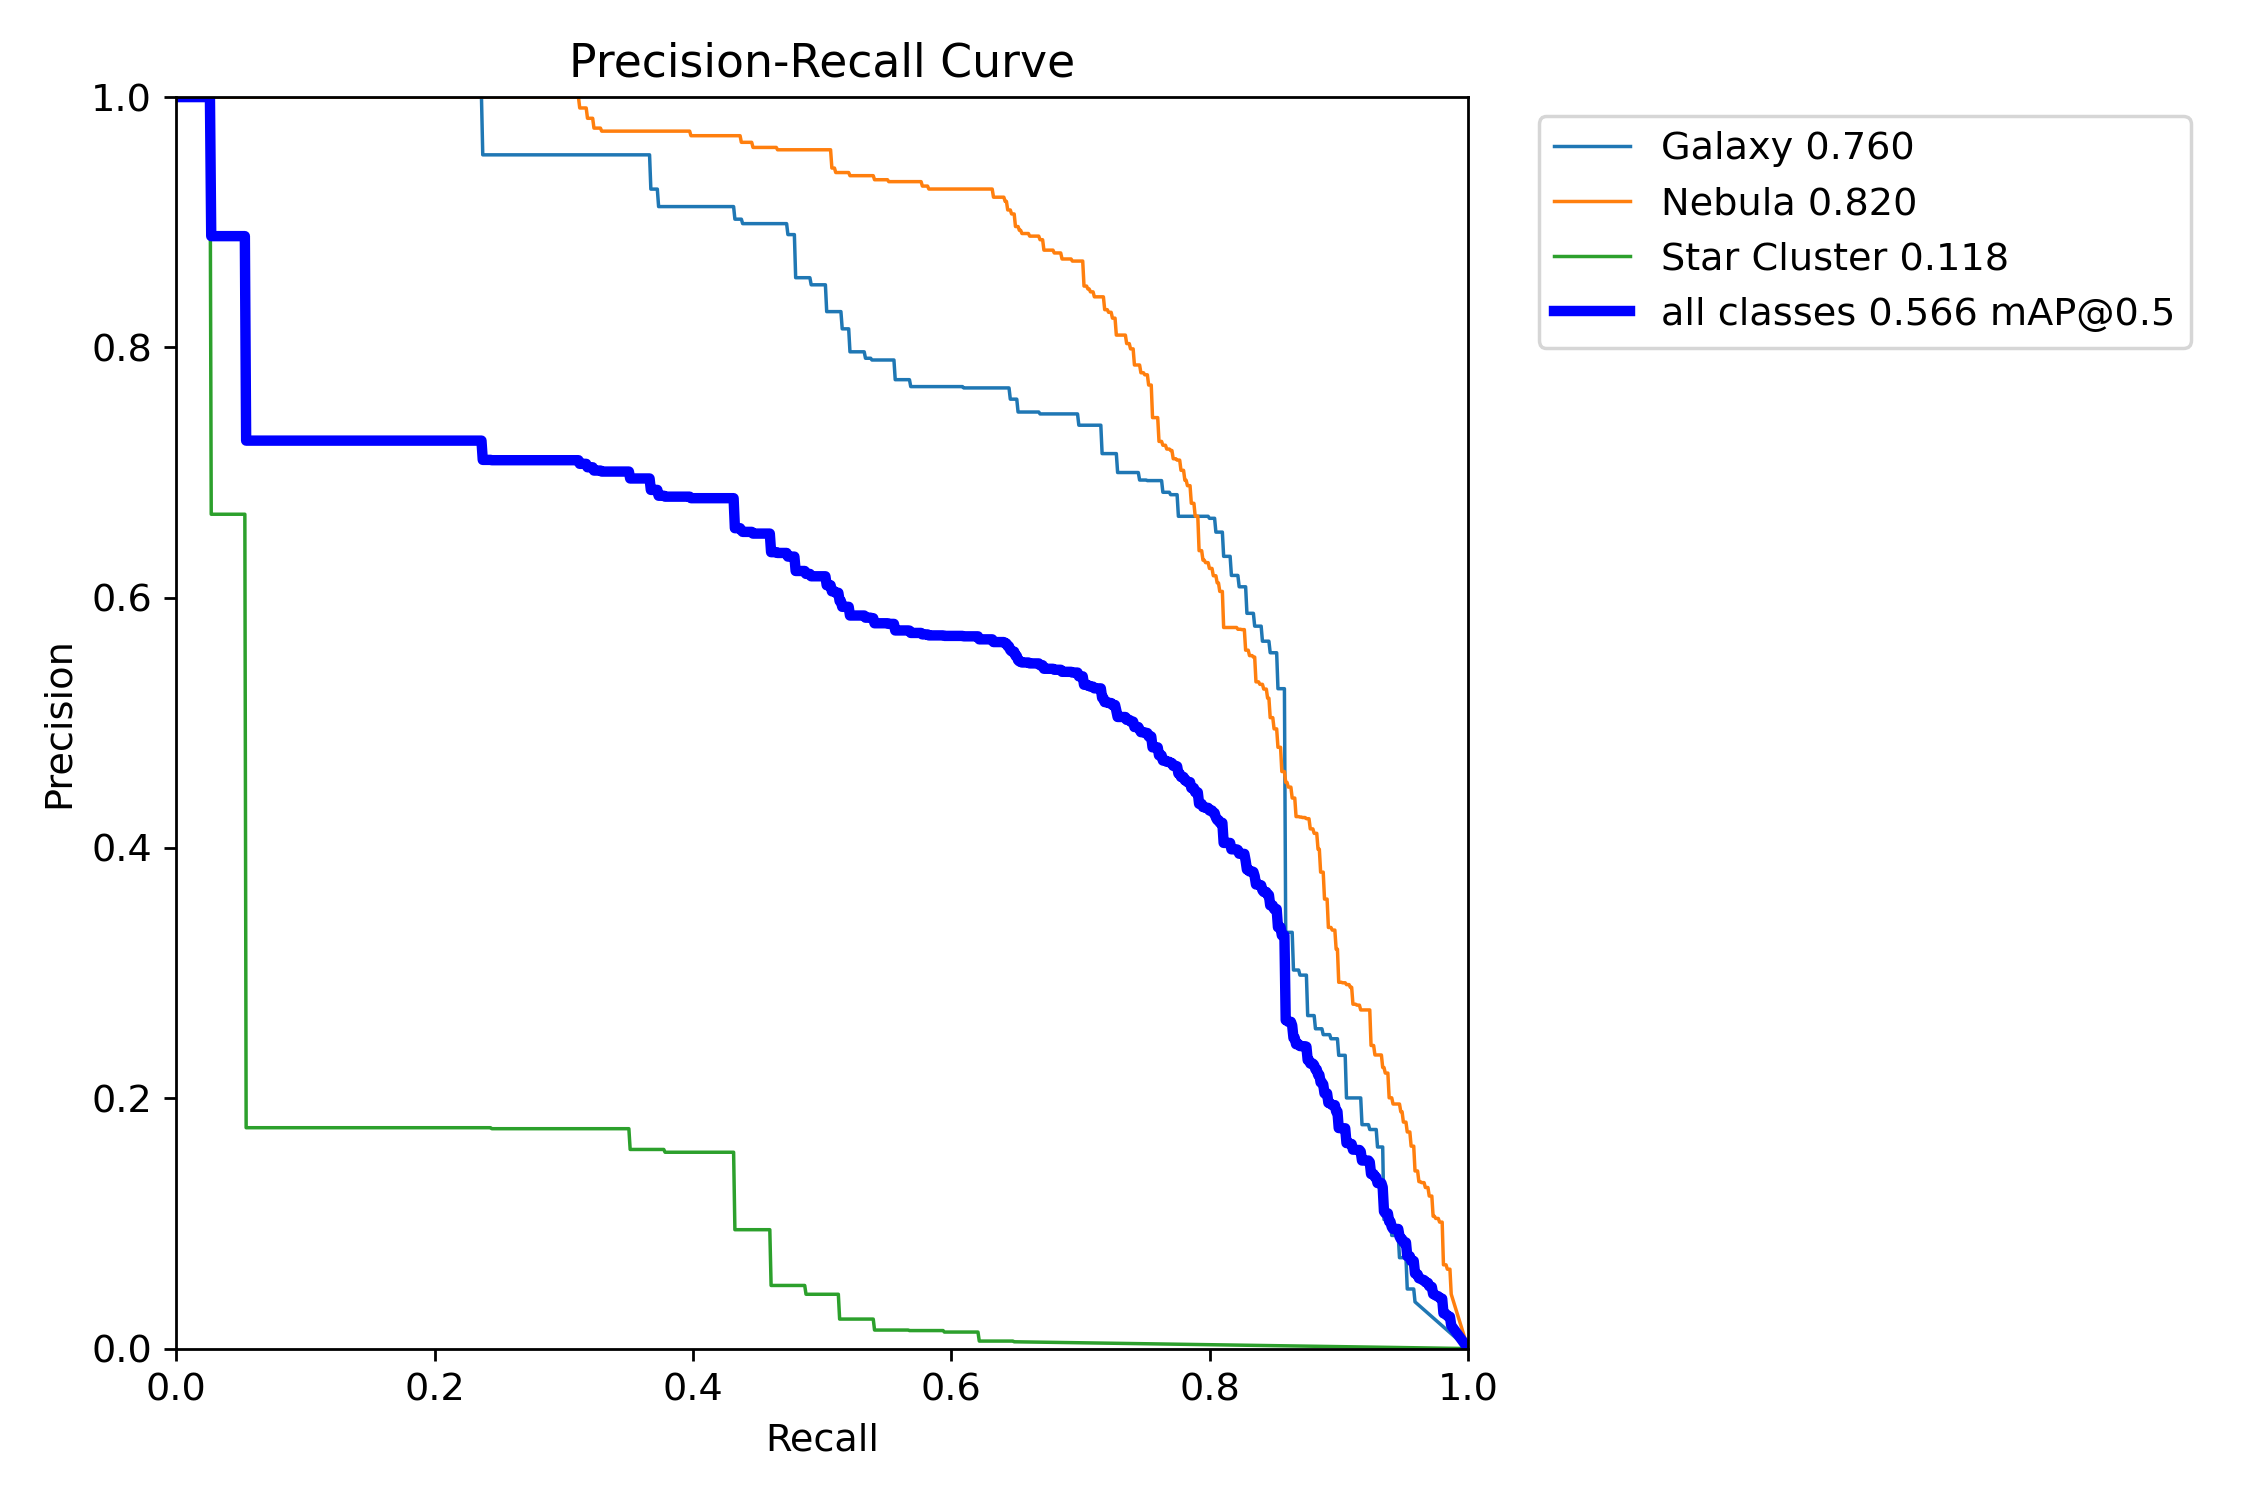 Precision-Recall Curve
1.0
0.8
0.6
0.4
0.2
0.0
Precision
0.0 0.2 0.4 0.6 0.8 1.0
Recall
Galaxy 0.760
Nebula 0.820
Star Cluster 0.118
all classes 0.566 mAP@0.5